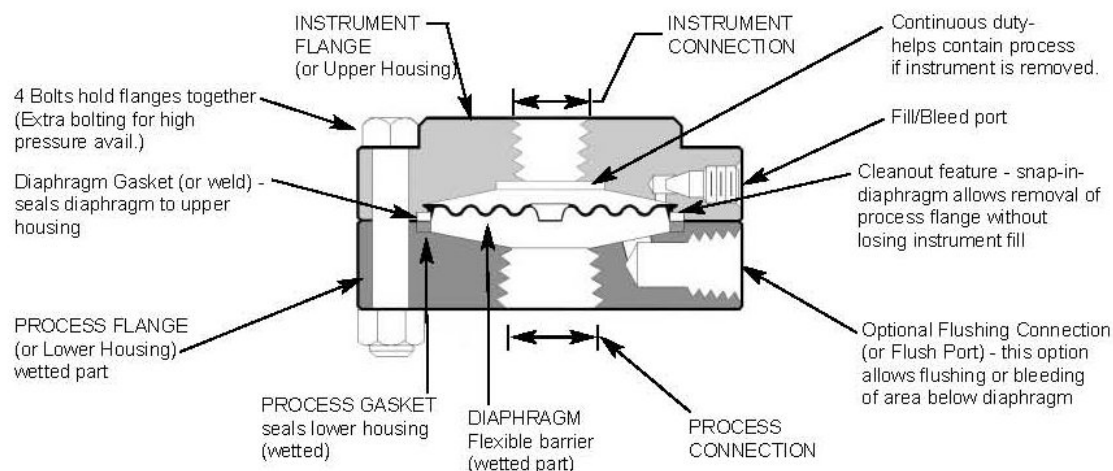 INSTRUMENT
FLANGE
(or Upper Housing)
INSTRUMENT
CONNECTION
Continuous duty-
helps contain process
if instrument is removed.
4 Bolts hold flanges together
(Extra bolting for high
pressure avail.)
Fill/Bleed port
Diaphragm Gasket (or weld) -
seals diaphragm to upper
housing
Cleanout feature - snap-in-
diaphragm allows removal of
process flange without
losing instrument fill
PROCESS FLANGE
(or Lower Housing)
wetted part
Optional Flushing Connection
(or Flush Port) - this option
allows flushing or bleeding
of area below diaphragm
PROCESS GASKET
seals lower housing
(wetted)
DIAPHRAGM
Flexible barrier
(wetted part)
PROCESS
CONNECTION